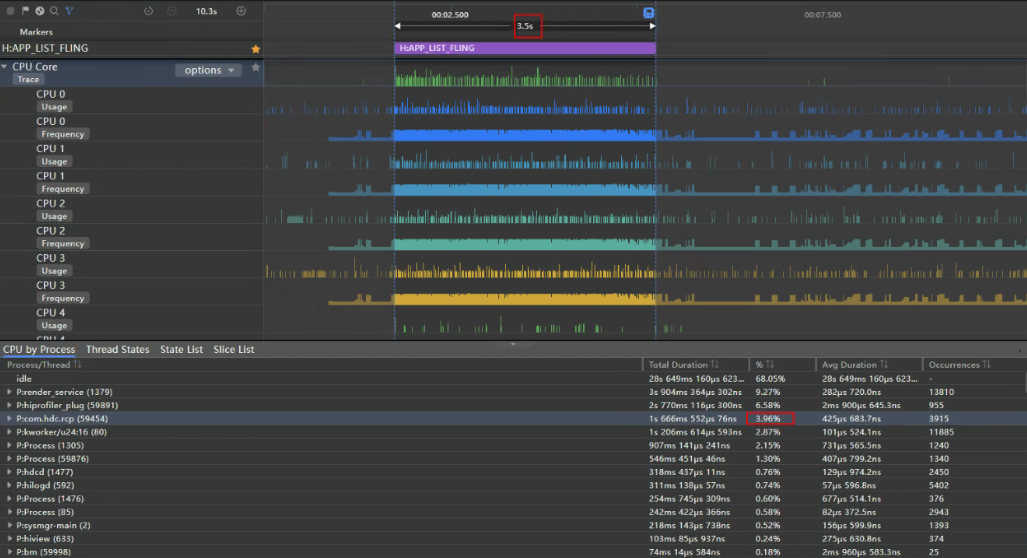 10.3s
00:02.500
00:07.500
3.5s
Markers
H:APP_LIST_FLING
H:APP_LIST_FLING
CPU Core
options
Trace
CPU 0
Usage
CPU 0
Frequency
CPU 1
Usage
CPU 1
Frequency
CPU 2
Usage
CPU 2
Frequency
CPU 3
Usage
CPU 3
Frequency
CPU 4
Usage
CPU by Process Thread States State List Slice List
Process/Thread Total Duration % Avg Duration Occurrences
idle 28s 649ms 160μs 623... 68.05% 28s 649ms 160μs 623... -
P:render_service (1379) 3s 904ms 364μs 302ns 9.27% 282μs 720.0ns 13810
P:hiprofiler_plug (59891) 2s 770ms 116μs 300ns 6.58% 2ms 900μs 645.3ns 955
P:com.hdc.rcp (59454) 1s 666ms 552μs 76ns 3.96% 425μs 683.7ns 3915
P:kworker/u24:16 (80) 1s 206ms 614μs 593ns 2.87% 101μs 524.1ns 11885
P:Process (1305) 907ms 141μs 241ns 2.15% 731μs 565.5ns 1240
P:Process (59876) 546ms 451μs 46ns 1.30% 407μs 799.2ns 1340
P:hdcd (1477) 318ms 437μs 11ns 0.76% 129μs 974.2ns 2450
P:hilogd (592) 311ms 138μs 57ns 0.74% 57μs 596.8ns 5402
P:Process (1476) 254ms 745μs 309ns 0.60% 677μs 514.1ns 376
P:Process (85) 242ms 422μs 366ns 0.58% 82μs 372.5ns 2943
P:sysmgr-main (2) 218ms 143μs 738ns 0.52% 156μs 599.9ns 1393
P:hiview (633) 103ms 85μs 937ns 0.24% 275μs 630.8ns 374
P:bm (59998) 74ms 14μs 584ns 0.18% 2ms 960μs 583.3ns 25